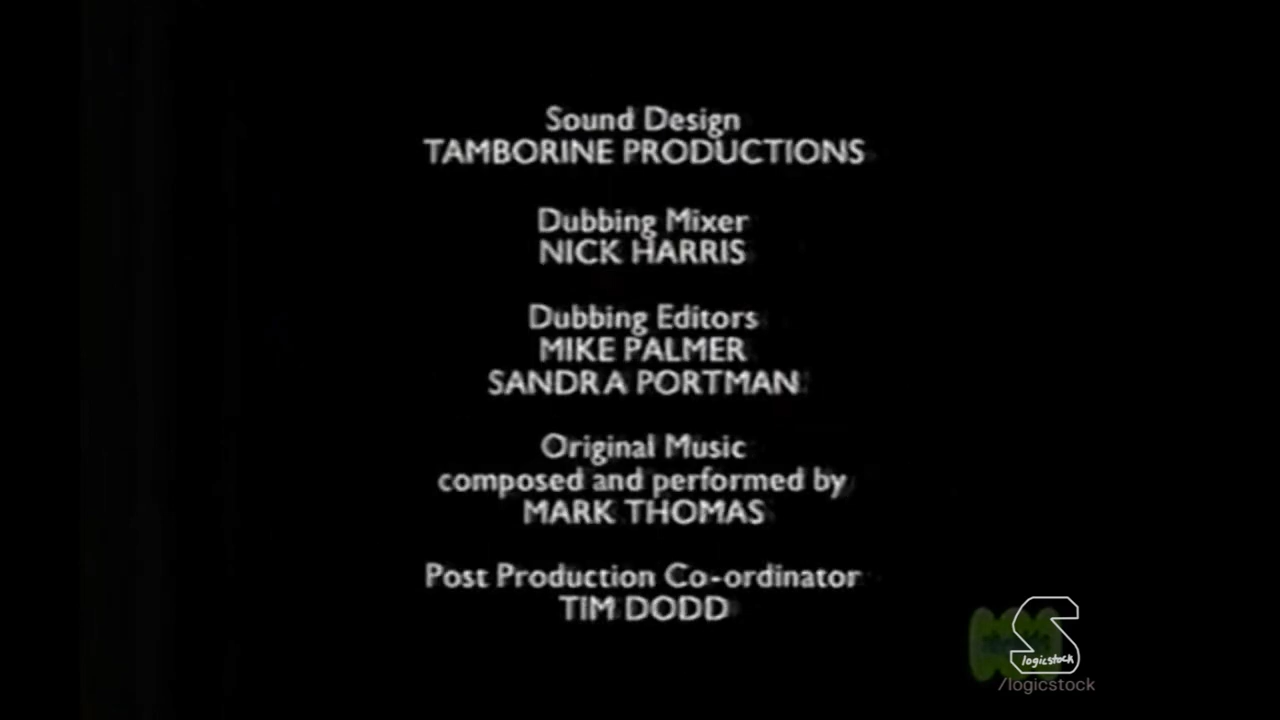 Sound Design
TAMBORINE PRODUCTIONS
Dubbing Mixer
NICK HARRIS
Dubbing Editors
MIKE PALMER
SANDRA PORTMAN
Original Music
composed and performed by
MARK THOMAS
Post Production Co-ordinator
TIM DODD
logicstock
/logicstock